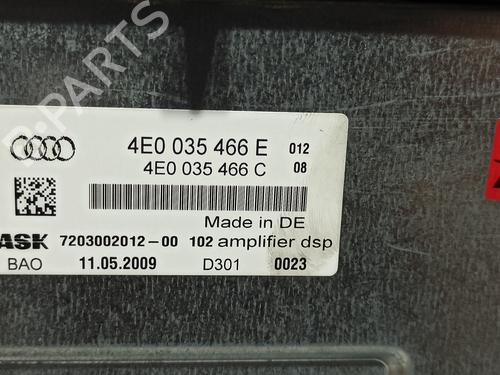 B-PARTS
4E0 035 466 E 012
4E0 035 466 C 08
Made in DE
ASK 7203002012-00 102 amplifier dsp
BAO 11.05.2009 D301 0023